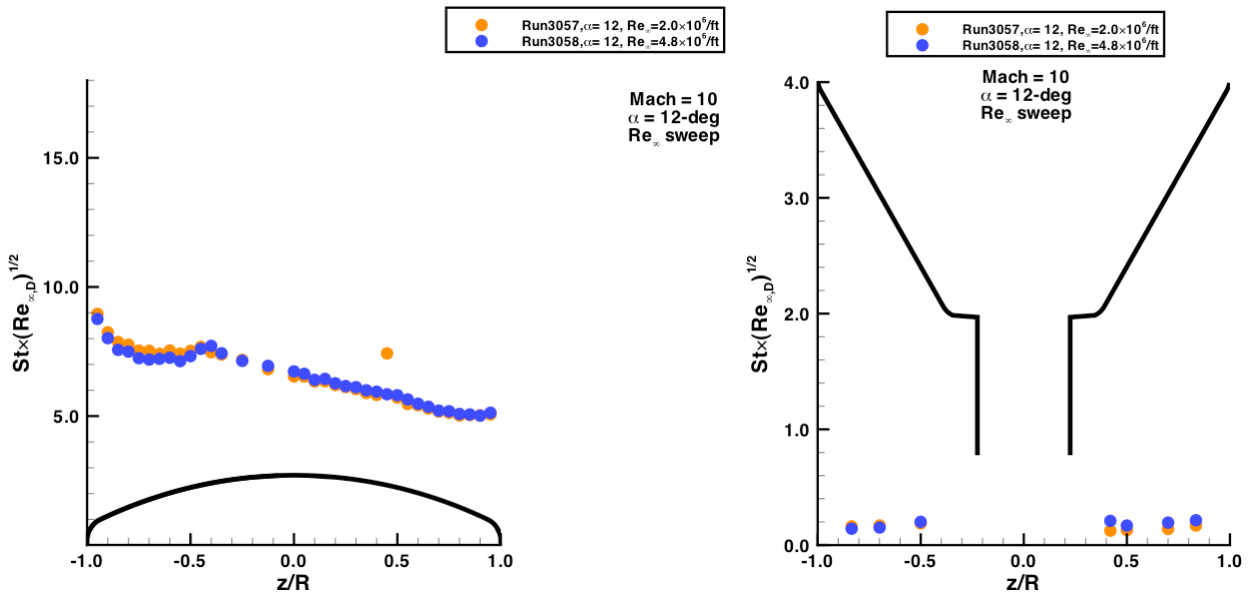 Run3057,α= 12, Re∞=2.0×10⁶/ft
Run3058,α= 12, Re∞=4.8×10⁶/ft
Mach = 10
α = 12-deg
Re∞ sweep
15.0
10.0
5.0
St×(Re∞,D)1/2
-1.0 -0.5 0.0 0.5 1.0
z/R
Run3057,α= 12, Re∞=2.0×10⁶/ft
Run3058,α= 12, Re∞=4.8×10⁶/ft
Mach = 10
α = 12-deg
Re∞ sweep
4.0
3.0
2.0
1.0
0.0
St×(Re∞,D)1/2
-1.0 -0.5 0.0 0.5 1.0
z/R